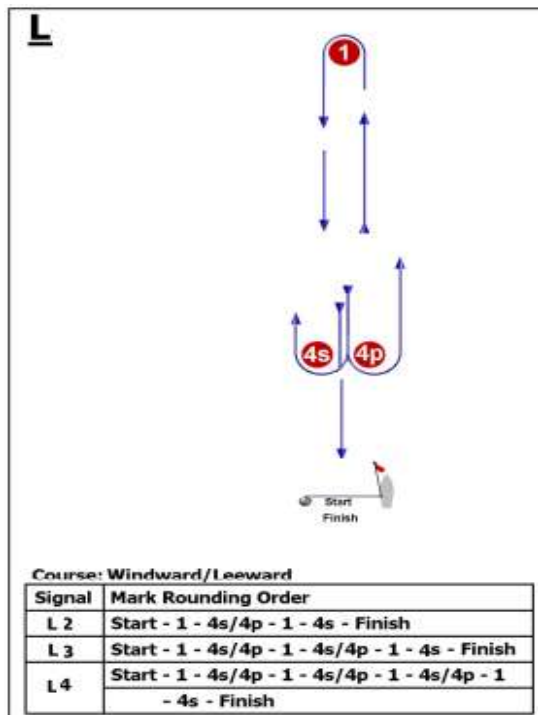 L
1
4s 4p
Start
Finish
Course: Windward/Leeward
Signal Mark Rounding Order
L 2 Start - 1 - 4s/4p - 1 - 4s - Finish
L 3 Start - 1 - 4s/4p - 1 - 4s/4p - 1 - 4s - Finish
L 4 Start - 1 - 4s/4p - 1 - 4s/4p - 1 - 4s/4p - 1
- 4s - Finish